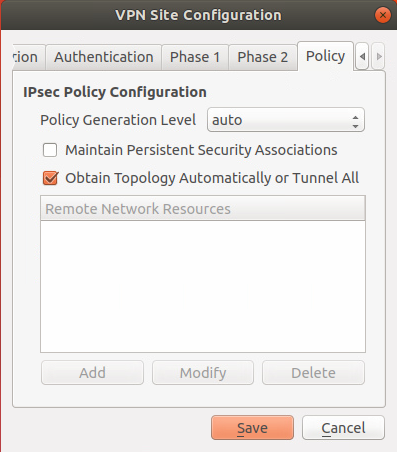 VPN Site Configuration
Authentication Phase 1 Phase 2 Policy
IPsec Policy Configuration
Policy Generation Level auto
Maintain Persistent Security Associations
Obtain Topology Automatically or Tunnel All
Remote Network Resources
Add Modify Delete
Save Cancel